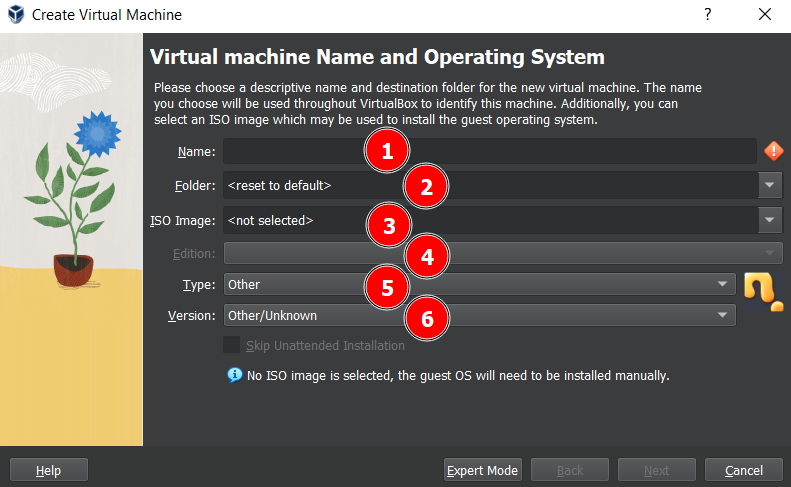 Create Virtual Machine
?
Virtual machine Name and Operating System
Please choose a descriptive name and destination folder for the new virtual machine. The name
you choose will be used throughout VirtualBox to identify this machine. Additionally, you can
select an ISO image which may be used to install the guest operating system.
Name: 1
Folder: <reset to default> 2
ISO Image: <not selected> 3
Edition: 4
Type: Other 5
Version: Other/Unknown 6
Skip Unattended Installation
No ISO image is selected, the guest OS will need to be installed manually.
Help Expert Mode Back Next Cancel